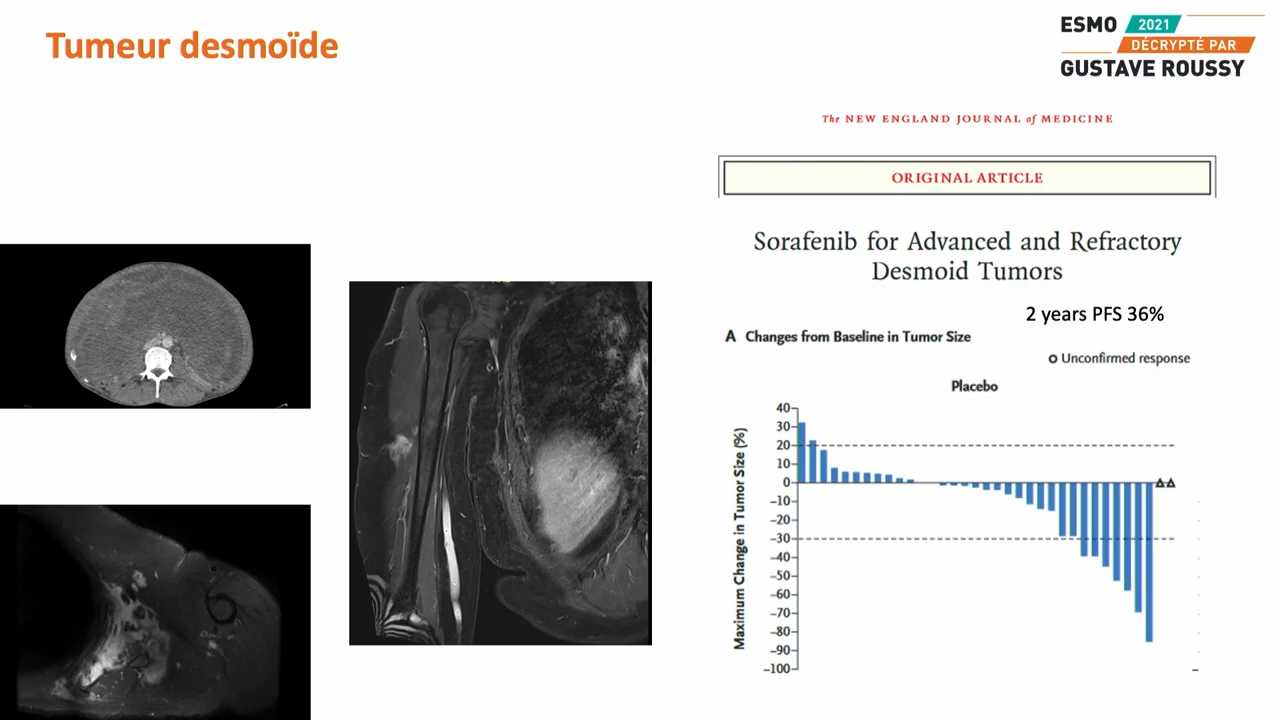 Tumeur desmoïde
ESMO 2021
DÉCRYPTÉ PAR
GUSTAVE ROUSSY
The NEW ENGLAND JOURNAL of MEDICINE
ORIGINAL ARTICLE
Sorafenib for Advanced and Refractory
Desmoid Tumors
2 years PFS 36%
A Changes from Baseline in Tumor Size
Unconfirmed response
Placebo
Maximum Change in Tumor Size (%)
40
30
20
10
0
–10
–20
–30
–40
–50
–60
–70
–80
–90
–100